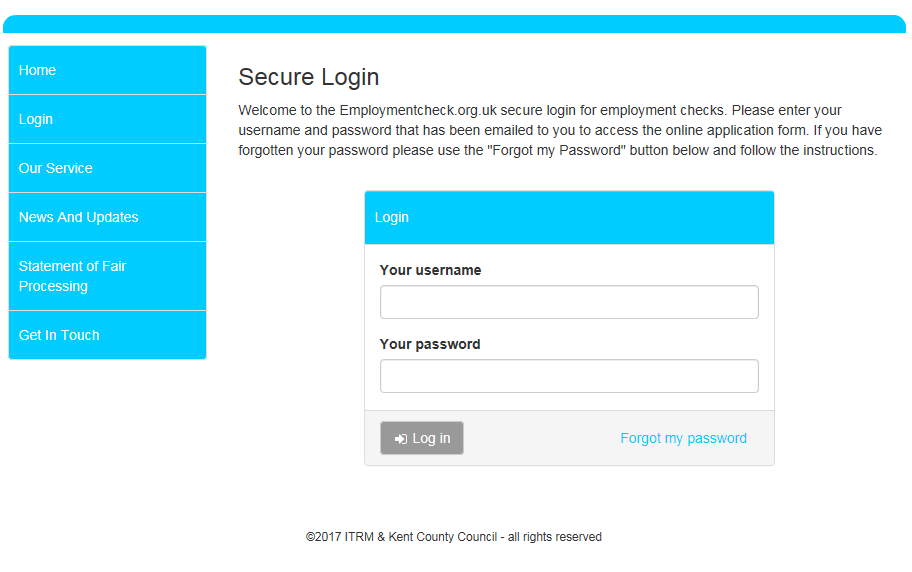 Home
Login
Our Service
News And Updates
Statement of Fair
Processing
Get In Touch
Secure Login
Welcome to the Employmentcheck.org.uk secure login for employment checks. Please enter your
username and password that has been emailed to you to access the online application form. If you have
forgotten your password please use the "Forgot my Password" button below and follow the instructions.
Login
Your username
Your password
Log in
Forgot my password
©2017 ITRM & Kent County Council - all rights reserved